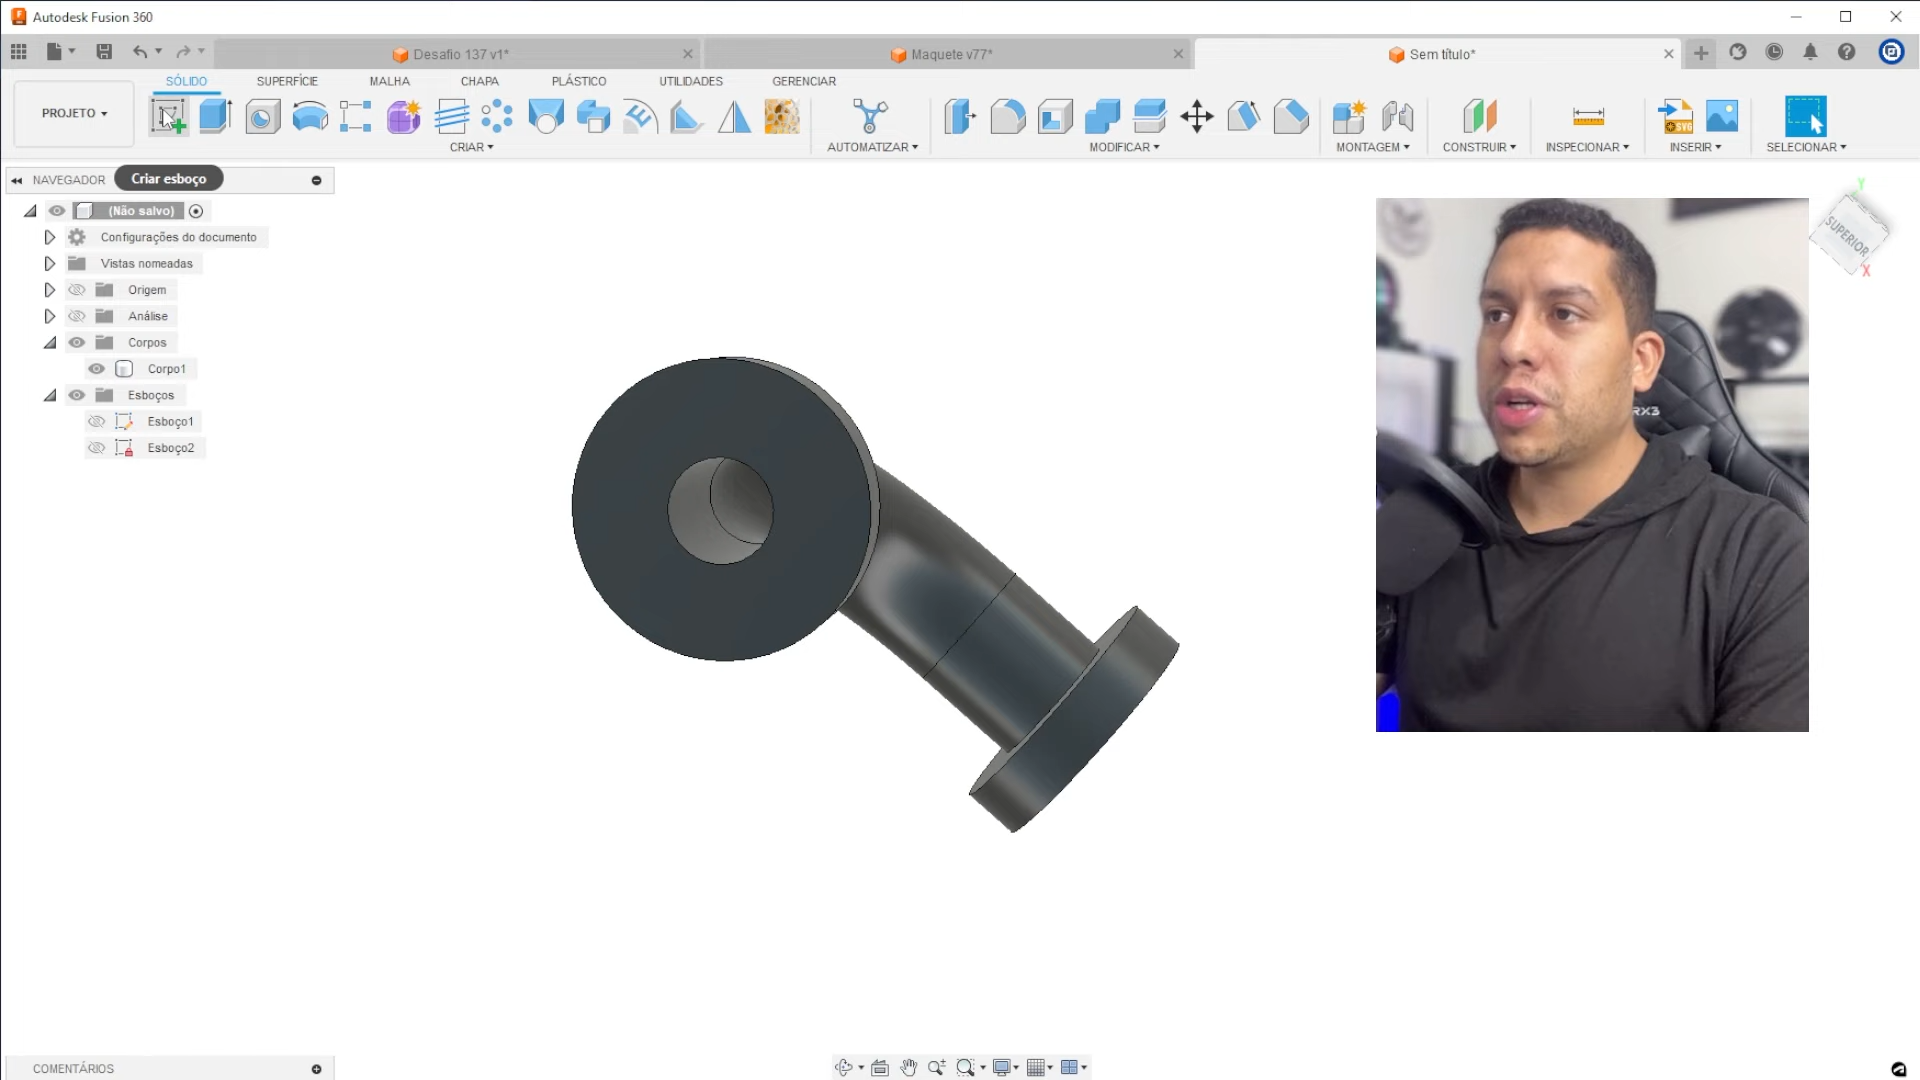 Autodesk Fusion 360
Desafio 137 v1*
Maquete v77*
Sem título*
PROJETO
SÓLIDO
SUPERFÍCIE
MALHA
CHAPA
PLÁSTICO
UTILIDADES
GERENCIAR
CRIAR
AUTOMATIZAR
MODIFICAR
MONTAGEM
CONSTRUIR
INSPECIONAR
INSERIR
SELECIONAR
SVG
NAVEGADOR
Criar esboço
(Não salvo)
Configurações do documento
Vistas nomeadas
Origem
Análise
Corpos
Corpo1
Esboços
Esboço1
Esboço2
Y
SUPERIOR
X
RX3
COMENTÁRIOS